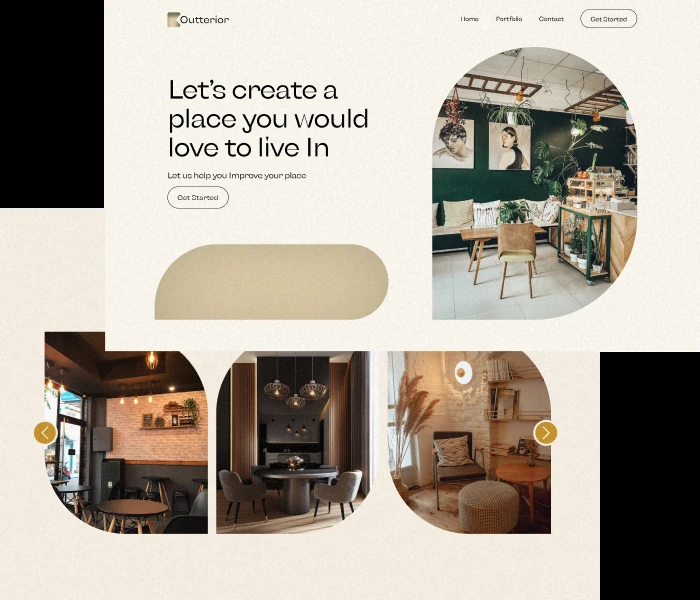 Outterior
Home Portfolio Contact Get Started
Let's create a
place you would
love to live In
Let us help you Improve your place
Get Started